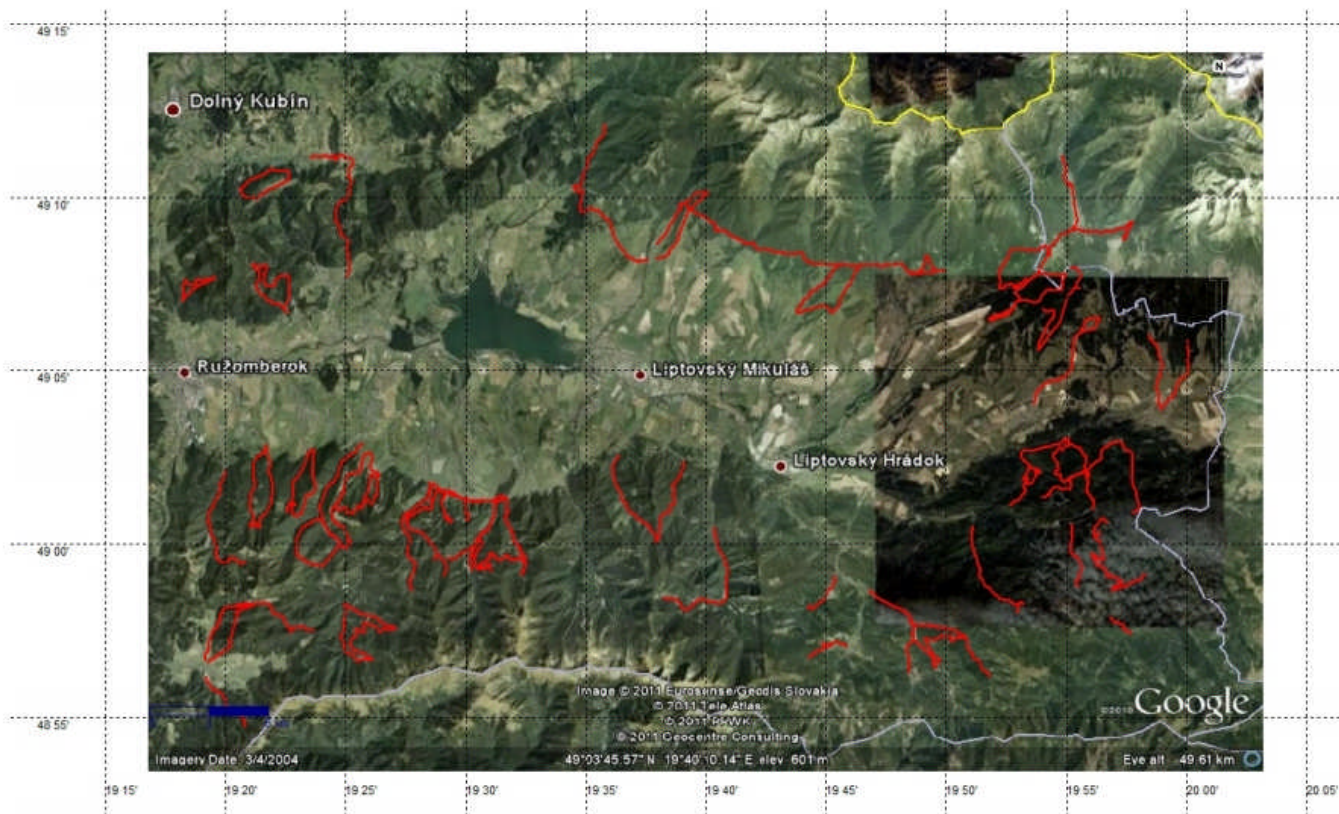 49 15'
N
Dolný Kubín
49 10'
Ružomberok
49 05'
Liptovský Mikuláš
Liptovský Hrádok
49 00'
Image © 2011 Eurosense/Geodis Slovakia
© 2011 Tele Atlas
© 2011 PPWK
© 2011 Geocentre Consulting
©2010 Google
48 55'
Imagery Date: 3/4/2004
49°03'45.57" N 19°40'10.14" E elev 601 m
Eye alt 49.61 km
19 15' 19 20' 19 25' 19 30' 19 35' 19 40' 19 45' 19 50' 19 55' 20 00' 20 05'